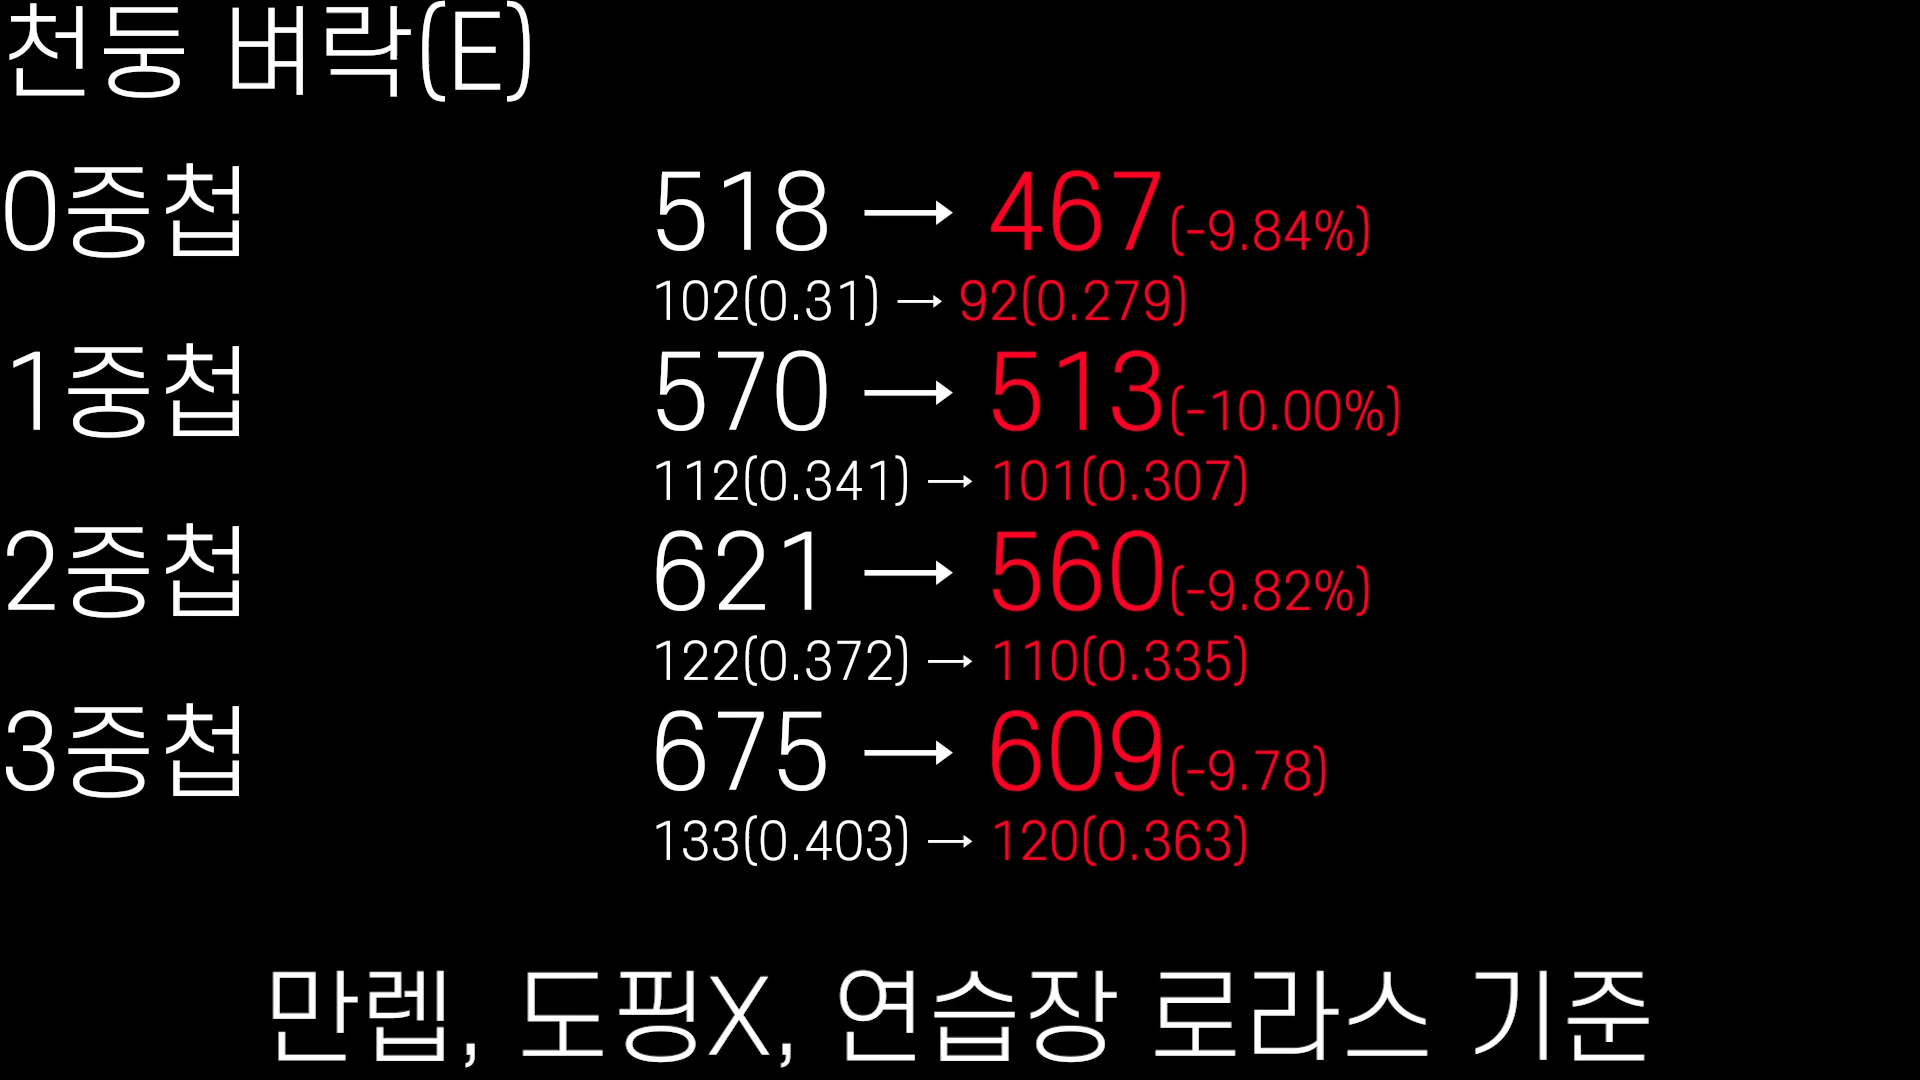 천둥 벼락(E)
0중첩 518 → 467(-9.84%)
102(0.31) → 92(0.279)
1중첩 570 → 513(-10.00%)
112(0.341) → 101(0.307)
2중첩 621 → 560(-9.82%)
122(0.372) → 110(0.335)
3중첩 675 → 609(-9.78)
133(0.403) → 120(0.363)
만렙, 도핑X, 연습장 로라스 기준